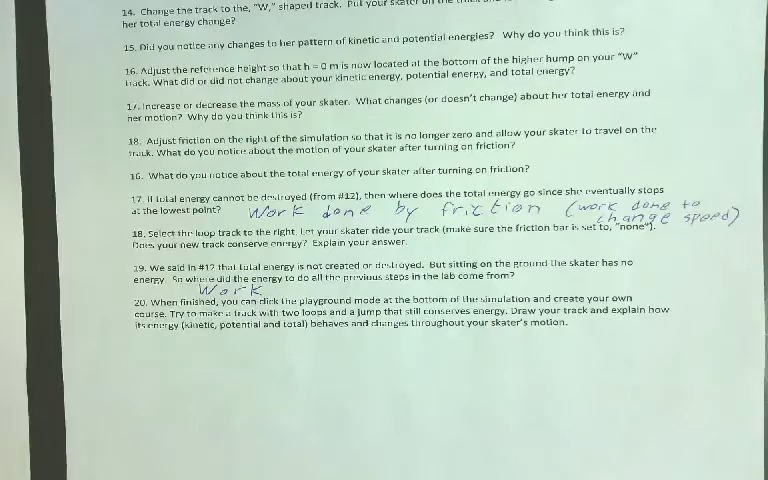 14. Change the track to the, "W," shaped track. Put your skater on the track and
her total energy change?
15. Did you notice any changes to her pattern of kinetic and potential energies? Why do you think this is?
16. Adjust the reference height so that h = 0 m is now located at the bottom of the higher hump on your "W"
track. What did or did not change about your kinetic energy, potential energy, and total energy?
17. Increase or decrease the mass of your skater. What changes (or doesn't change) about her total energy and
her motion? Why do you think this is?
18. Adjust friction on the right of the simulation so that it is no longer zero and allow your skater to travel on the
track. What do you notice about the motion of your skater after turning on friction?
16. What do you notice about the total energy of your skater after turning on friction?
17. If total energy cannot be destroyed (from #12), then where does the total energy go since she eventually stops
at the lowest point? Work done by friction (work done to
change speed)
18. Select the loop track to the right. Let your skater ride your track (make sure the friction bar is set to, "none").
Does your new track conserve energy? Explain your answer.
19. We said in #12 that total energy is not created or destroyed. But sitting on the ground the skater has no
energy. So where did the energy to do all the previous steps in the lab come from?
Work
20. When finished, you can click the playground mode at the bottom of the simulation and create your own
course. Try to make a track with two loops and a jump that still conserves energy. Draw your track and explain how
its energy (kinetic, potential and total) behaves and changes throughout your skater's motion.